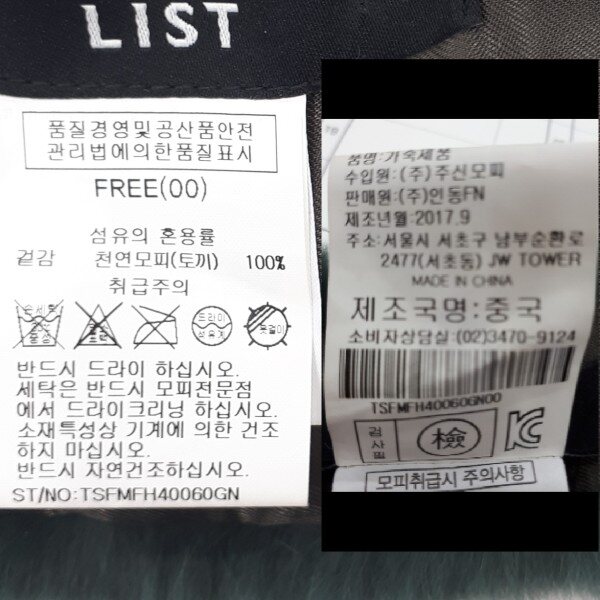 LIST
품질경영및공산품안전
관리법에의한품질표시
FREE(00)
섬유의 혼용률
겉감 천연모피(토끼) 100%
취급주의
손세탁
드라이
석유계
옷걸이
반드시 드라이 하십시오.
세탁은 반드시 모피전문점
에서 드라이크리닝 하십시오.
소재특성상 기계에 의한 건조
하지 마십시오.
반드시 자연건조하십시오.
ST/NO:TSFMFH40060GN
품명:가죽제품
수입원:(주)주신모피
판매원:(주)인동FN
제조년월:2017.9
주소:서울시 서초구 남부순환로
2477(서초동) JW TOWER
MADE IN CHINA
제조국명:중국
소비자상담실:(02)3470-9124
TSFMFH40060GN00
검사필
檢
모피취급시 주의사항